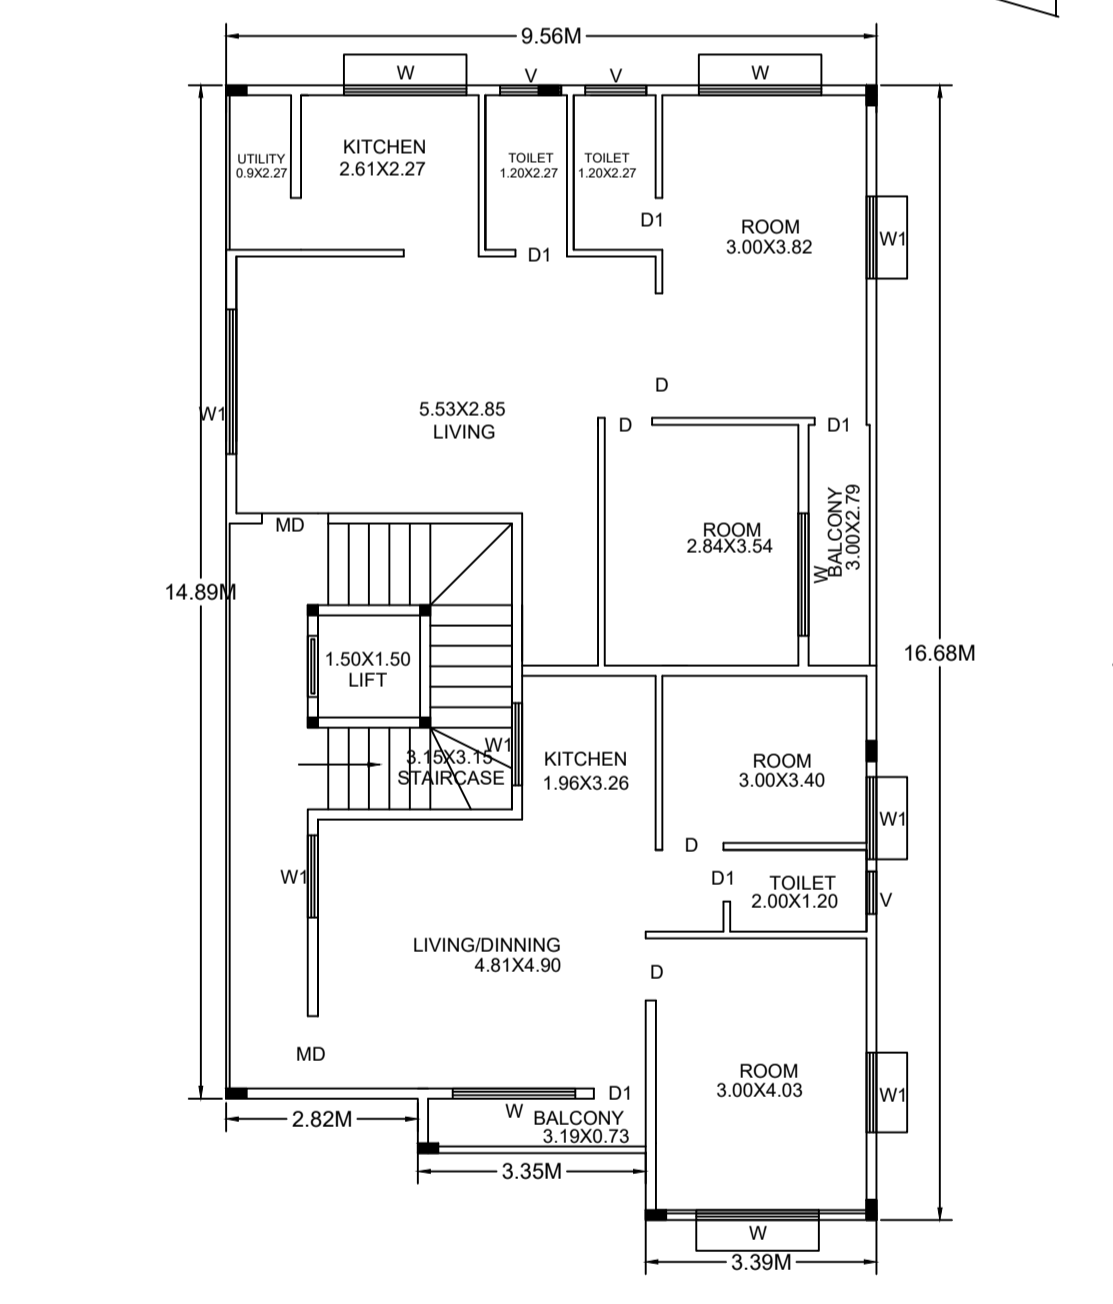 9.56M
W
V
V
W
UTILITY
0.9X2.27
KITCHEN
2.61X2.27
TOILET
1.20X2.27
TOILET
1.20X2.27
D1
ROOM
3.00X3.82
W1
D1
W1
5.53X2.85
LIVING
D
D
D1
MD
ROOM
2.84X3.54
W
BALCONY
3.00X2.79
14.89M
16.68M
1.50X1.50
LIFT
W1
3.15X3.15
STAIRCASE
KITCHEN
1.96X3.26
ROOM
3.00X3.40
W1
D
W1
D1
TOILET
2.00X1.20
V
LIVING/DINNING
4.81X4.90
D
MD
ROOM
3.00X4.03
W1
D1
W
BALCONY
3.19X0.73
2.82M
3.35M
W
3.39M